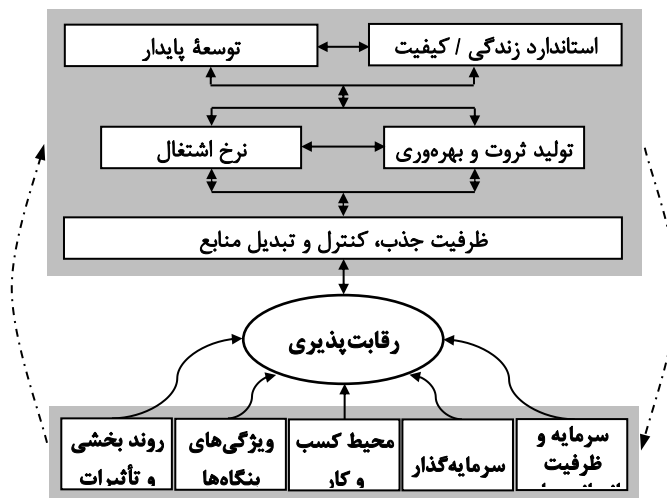 استاندارد زندگی / کیفیت
توسعهٔ پایدار
تولید ثروت و بهره‌وری
نرخ اشتغال
ظرفیت جذب، کنترل و تبدیل منابع
رقابت‌پذیری
سرمایه و
ظرفیت
سرمایه‌گذار
محیط کسب
و کار
ویژگی‌های
بنگاه‌ها
روند بخشی
و تأثیرات